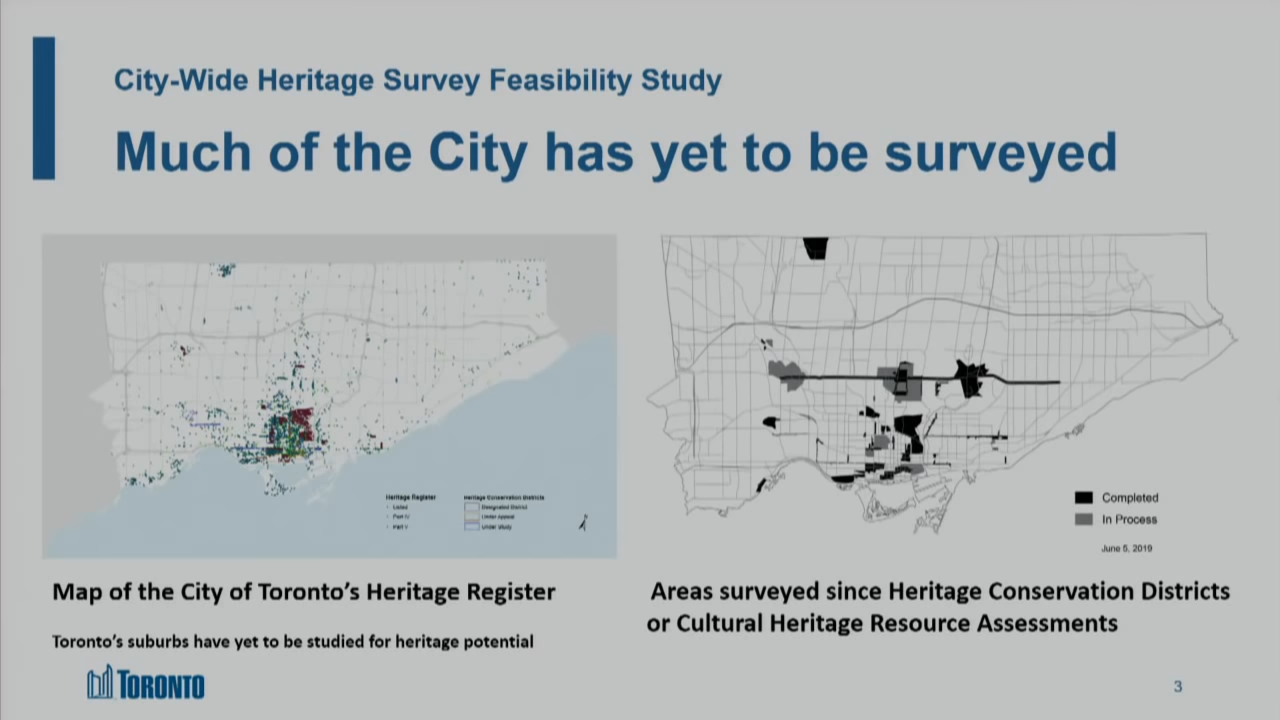 City-Wide Heritage Survey Feasibility Study
Much of the City has yet to be surveyed
Heritage Register
Listed
Part IV
Part V
Heritage Conservation Districts
Designated District
Under Appeal
Under Study
Completed
In Process
June 5, 2019
Map of the City of Toronto's Heritage Register
Toronto's suburbs have yet to be studied for heritage potential
Areas surveyed since Heritage Conservation Districts
or Cultural Heritage Resource Assessments
TORONTO
3